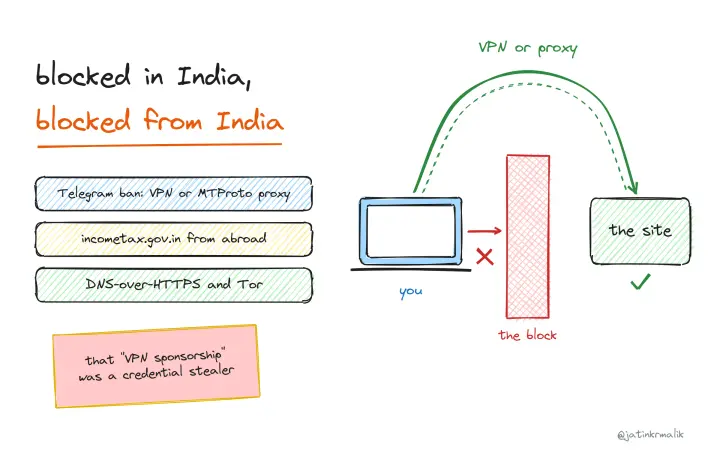 blocked in India,
blocked from India
Telegram ban: VPN or MTProto proxy
incometax.gov.in from abroad
DNS-over-HTTPS and Tor
that "VPN sponsorship"
was a credential stealer
VPN or proxy
you
the block
the site
@jatinkrmalik